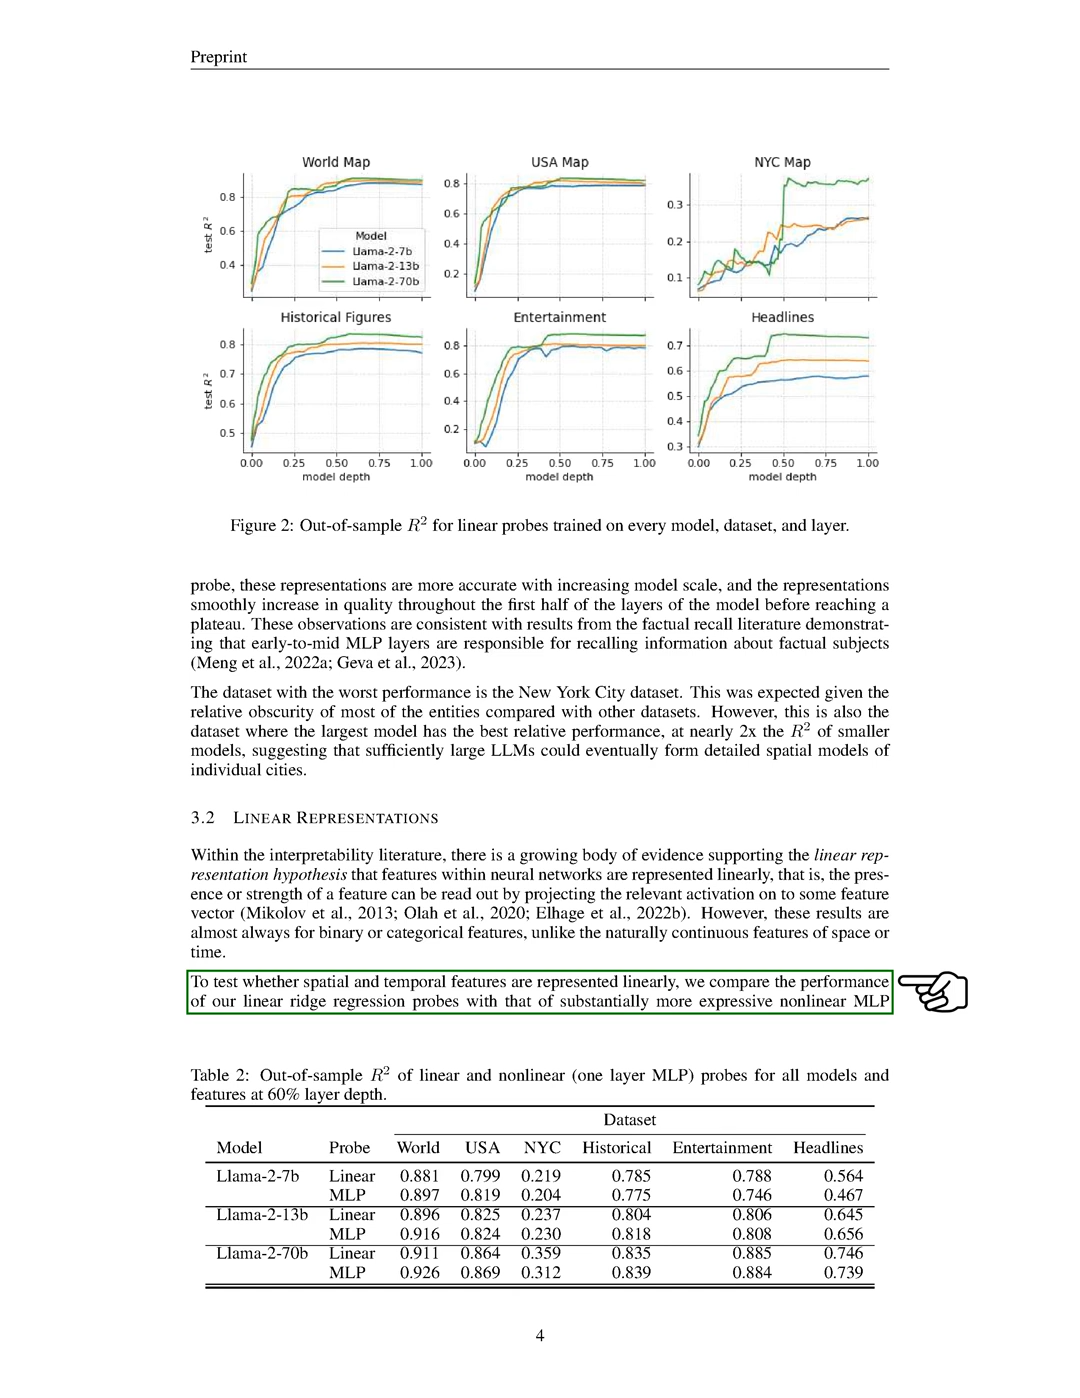 Preprint
World Map
USA Map
NYC Map
test R²
0.8
0.6
0.4
Model
Llama-2-7b
Llama-2-13b
Llama-2-70b
0.8
0.6
0.4
0.2
0.3
0.2
0.1
Historical Figures
Entertainment
Headlines
test R²
0.8
0.7
0.6
0.5
0.8
0.6
0.4
0.2
0.7
0.6
0.5
0.4
0.3
0.00 0.25 0.50 0.75 1.00
model depth
0.00 0.25 0.50 0.75 1.00
model depth
0.00 0.25 0.50 0.75 1.00
model depth
Figure 2: Out-of-sample R² for linear probes trained on every model, dataset, and layer.
probe, these representations are more accurate with increasing model scale, and the representations
smoothly increase in quality throughout the first half of the layers of the model before reaching a
plateau. These observations are consistent with results from the factual recall literature demonstrat-
ing that early-to-mid MLP layers are responsible for recalling information about factual subjects
(Meng et al., 2022a; Geva et al., 2023).
The dataset with the worst performance is the New York City dataset. This was expected given the
relative obscurity of most of the entities compared with other datasets. However, this is also the
dataset where the largest model has the best relative performance, at nearly 2x the R² of smaller
models, suggesting that sufficiently large LLMs could eventually form detailed spatial models of
individual cities.
3.2 LINEAR REPRESENTATIONS
Within the interpretability literature, there is a growing body of evidence supporting the linear rep-
resentation hypothesis that features within neural networks are represented linearly, that is, the pres-
ence or strength of a feature can be read out by projecting the relevant activation on to some feature
vector (Mikolov et al., 2013; Olah et al., 2020; Elhage et al., 2022b). However, these results are
almost always for binary or categorical features, unlike the naturally continuous features of space or
time.
To test whether spatial and temporal features are represented linearly, we compare the performance
of our linear ridge regression probes with that of substantially more expressive nonlinear MLP
Table 2: Out-of-sample R² of linear and nonlinear (one layer MLP) probes for all models and
features at 60% layer depth.
Dataset
Model Probe World USA NYC Historical Entertainment Headlines
Llama-2-7b Linear 0.881 0.799 0.219 0.785 0.788 0.564
MLP 0.897 0.819 0.204 0.775 0.746 0.467
Llama-2-13b Linear 0.896 0.825 0.237 0.804 0.806 0.645
MLP 0.916 0.824 0.230 0.818 0.808 0.656
Llama-2-70b Linear 0.911 0.864 0.359 0.835 0.885 0.746
MLP 0.926 0.869 0.312 0.839 0.884 0.739
4